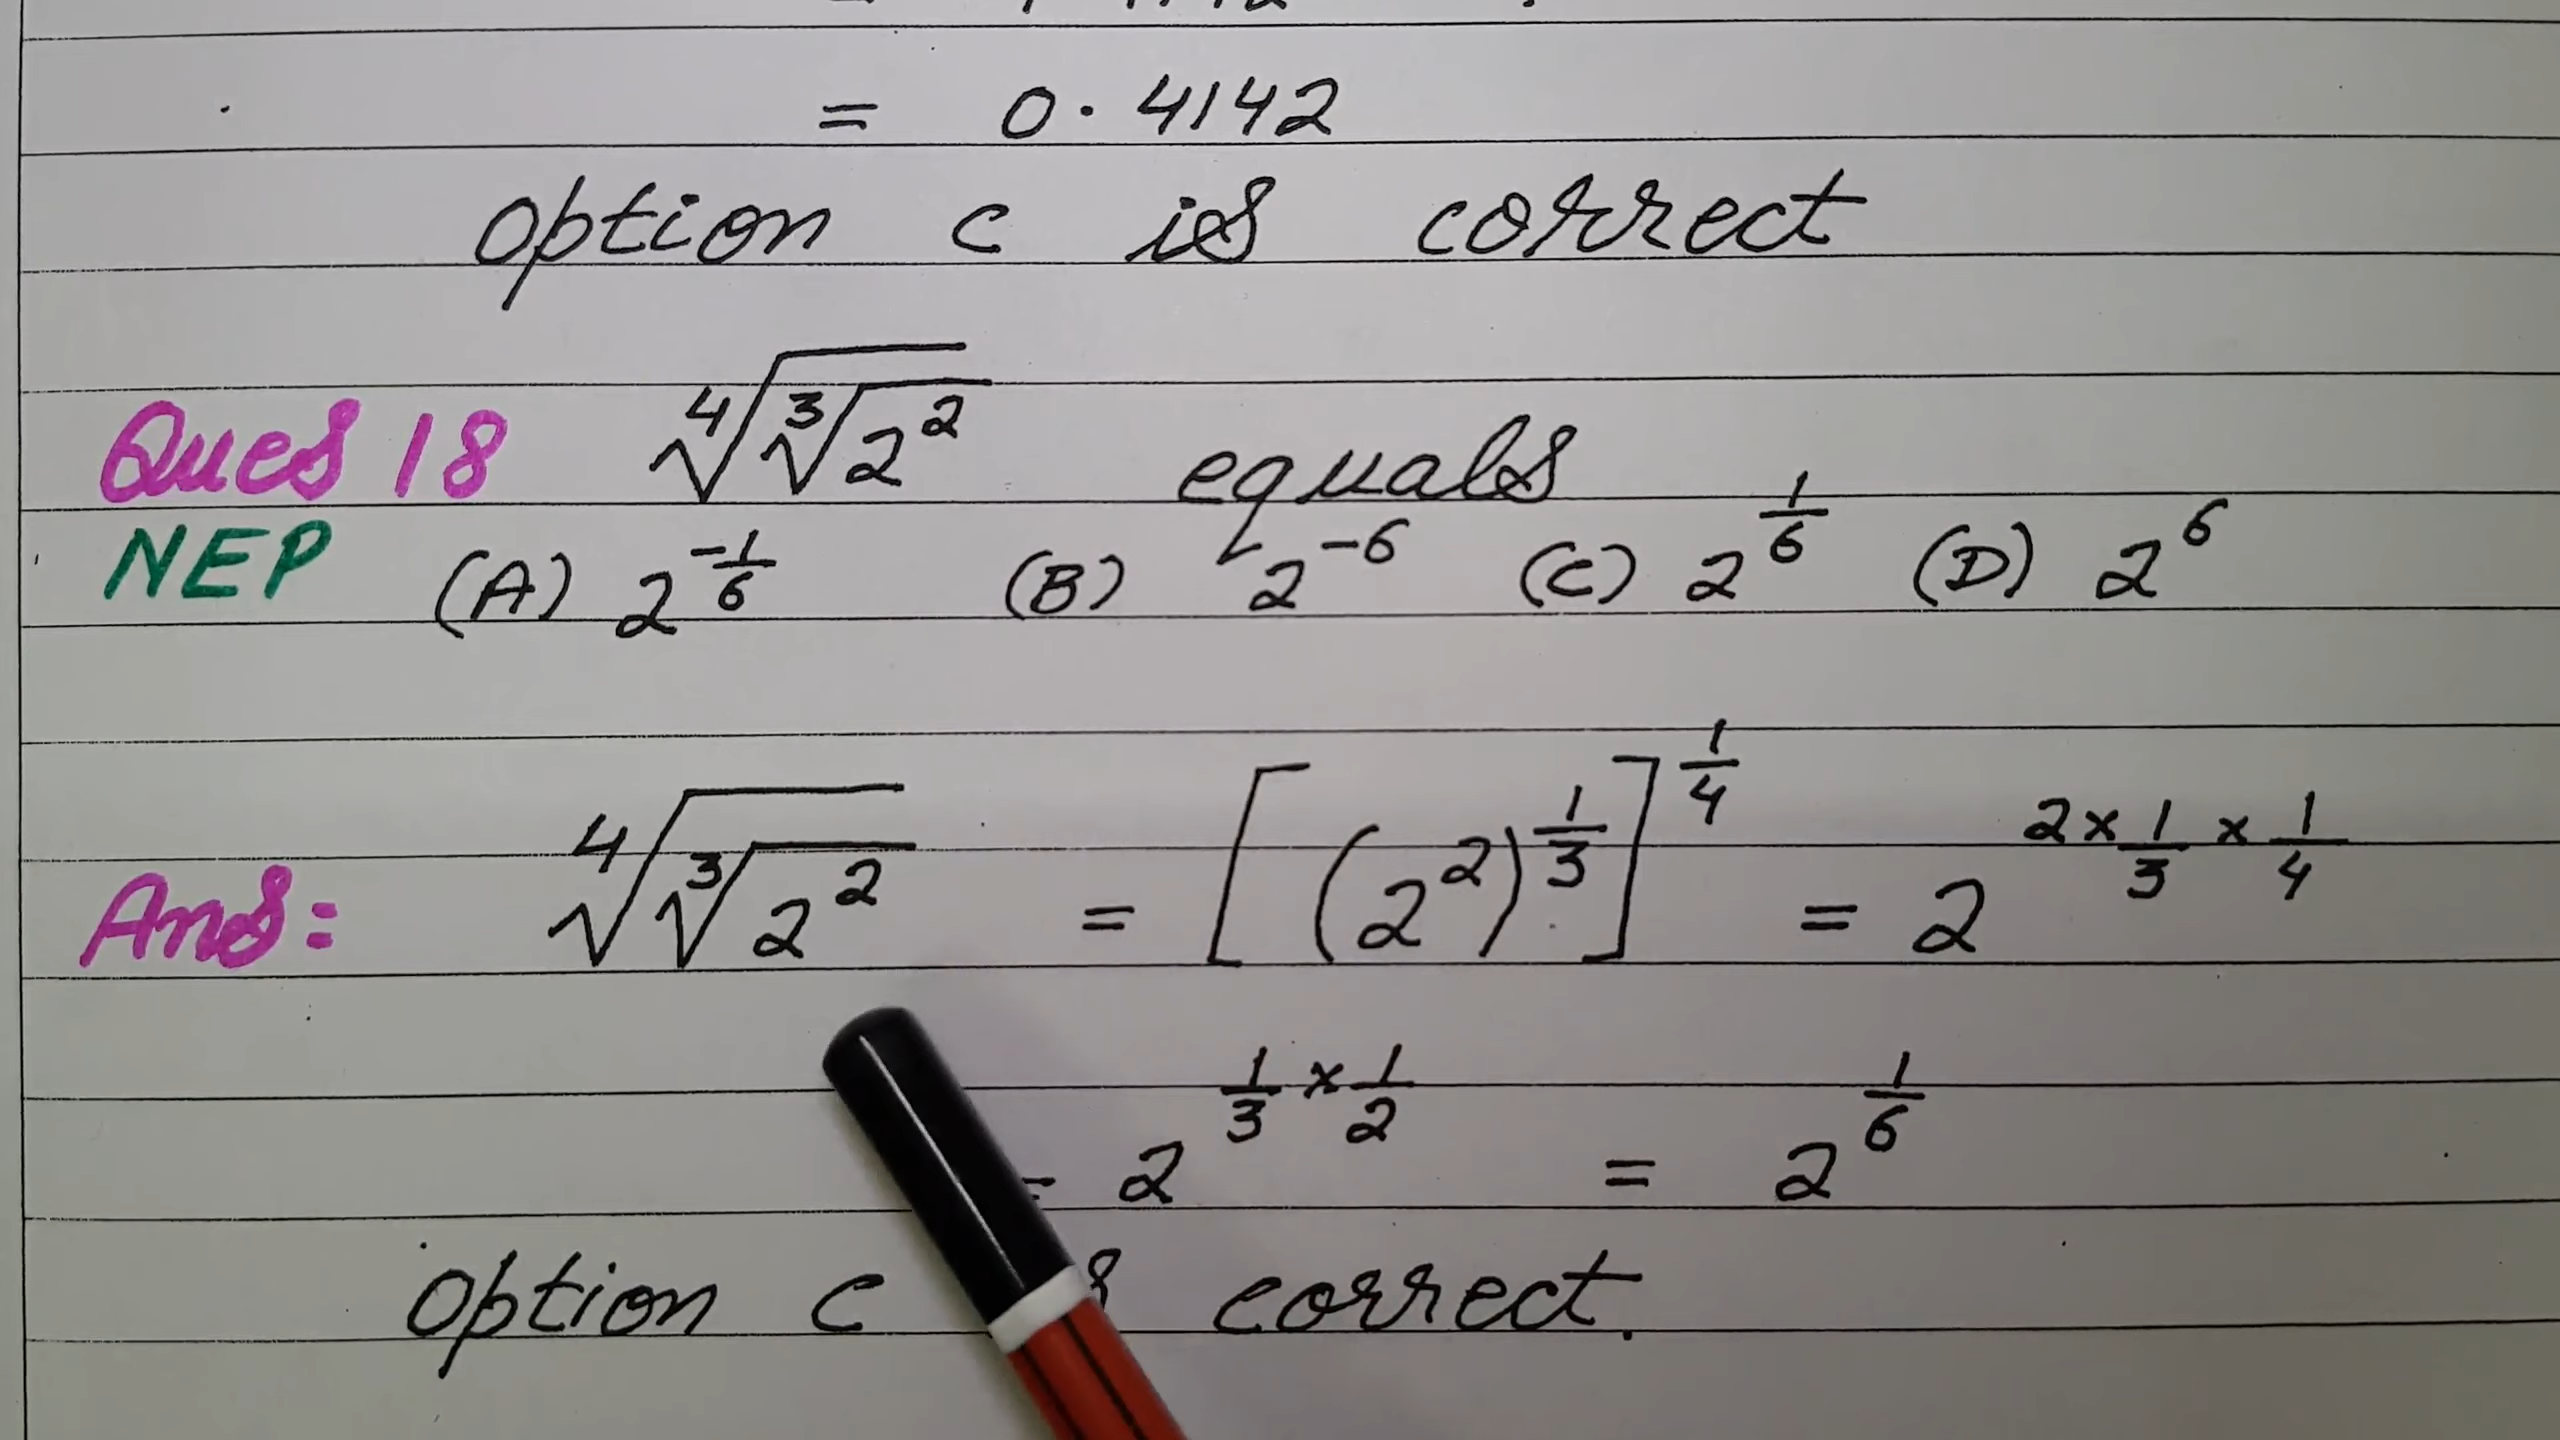 = 0.4142
option c is correct
Ques 18 ⁴√(³√(2²)) equals
NEP (A) 2^(-1/6) (B) 2^(-6) (C) 2^(1/6) (D) 2^6
Ans: ⁴√(³√(2²)) = [(2²)^(1/3)]^(1/4) = 2^(2×1/3×1/4)
= 2^(1/3×1/2) = 2^(1/6)
option c correct.